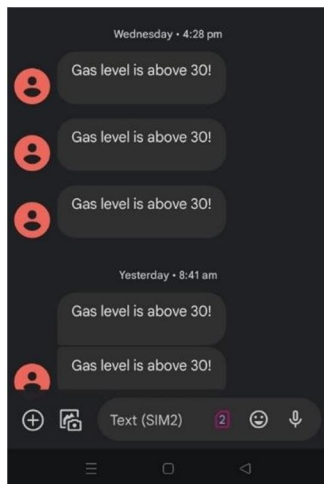 Wednesday • 4:28 pm
Gas level is above 30!
Gas level is above 30!
Gas level is above 30!
Yesterday • 8:41 am
Gas level is above 30!
Gas level is above 30!
Text (SIM2) 2